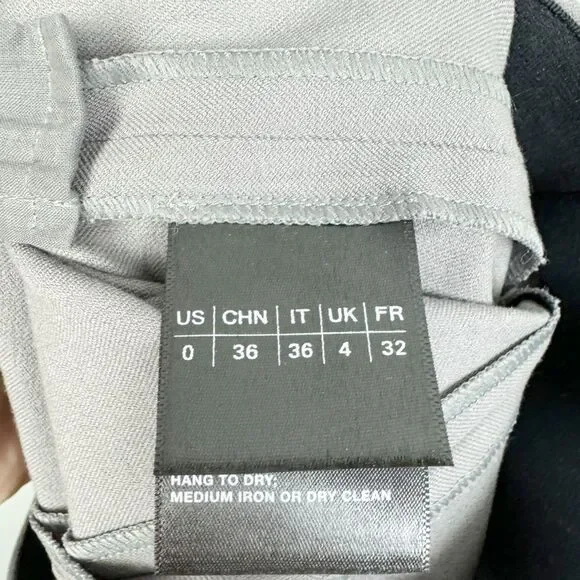 US | CHN | IT | UK | FR
0 | 36 | 36 | 4 | 32
HANG TO DRY;
MEDIUM IRON OR DRY CLEAN